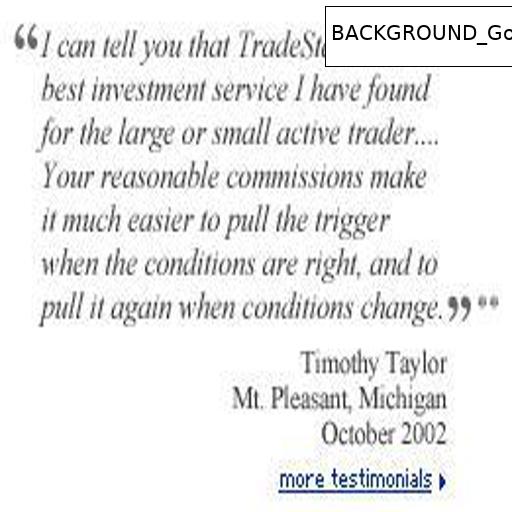 “I can tell you that
BACKGROUND_Go
best investment service I have found
for the large or small active trader....
Your reasonable commissions make
it much easier to pull the trigger
when the conditions are right, and to
pull it again when conditions change.” **
Timothy Taylor
Mt. Pleasant, Michigan
October 2002
more testimonials